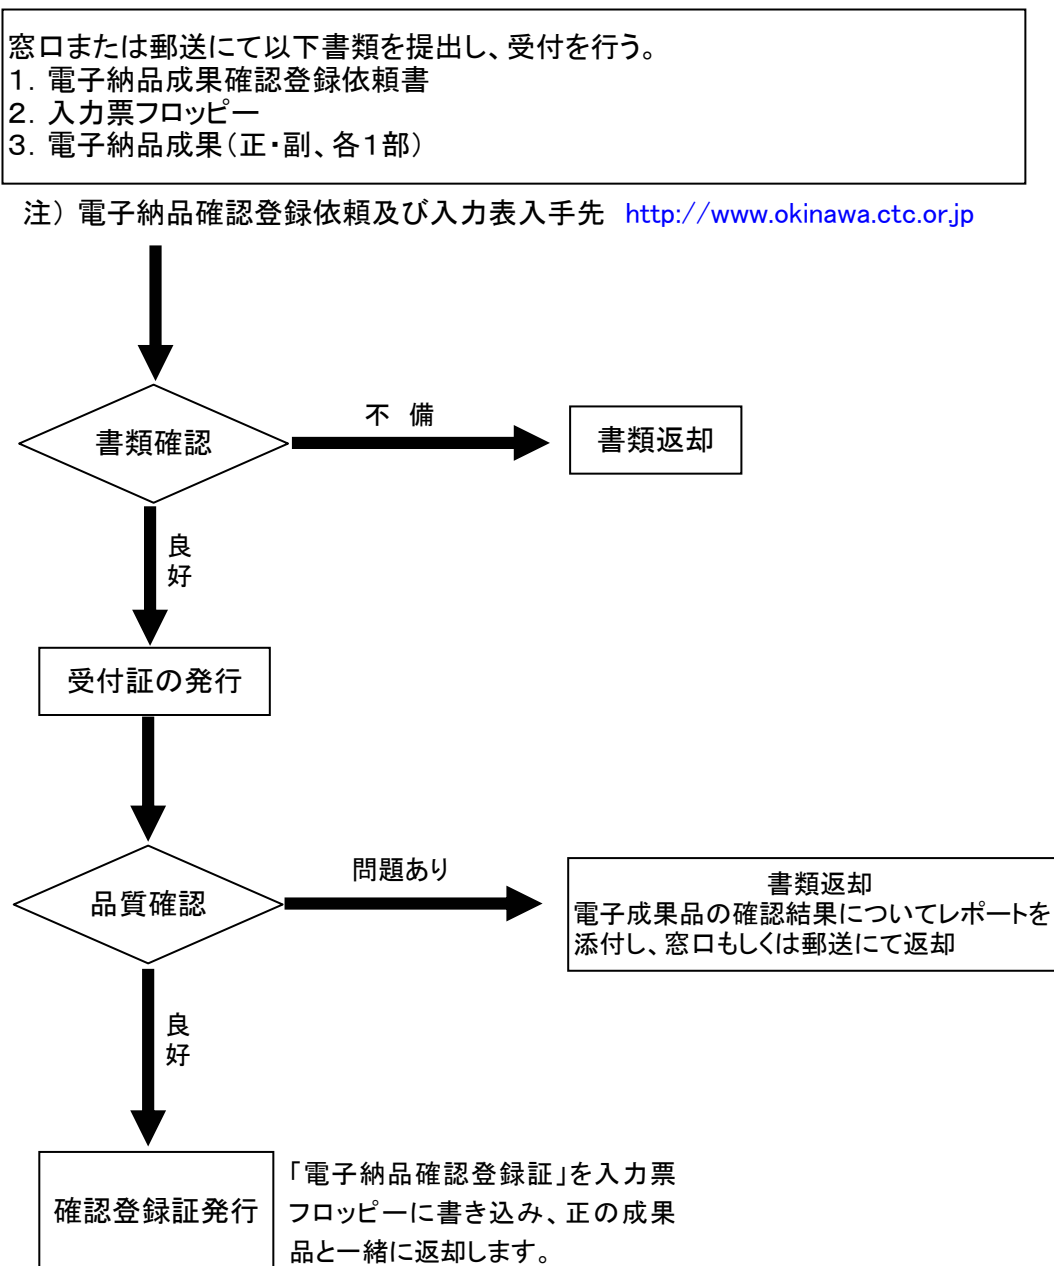 窓口または郵送にて以下書類を提出し、受付を行う。
1．電子納品成果確認登録依頼書
2．入力票フロッピー
3．電子納品成果（正・副、各1部）
注）電子納品確認登録依頼及び入力表入手先 http://www.okinawa.ctc.or.jp
書類確認
不 備
書類返却
良
好
受付証の発行
品質確認
問題あり
書類返却
電子成果品の確認結果についてレポートを
添付し、窓口もしくは郵送にて返却
良
好
確認登録証発行
「電子納品確認登録証」を入力票
フロッピーに書き込み、正の成果
品と一緒に返却します。